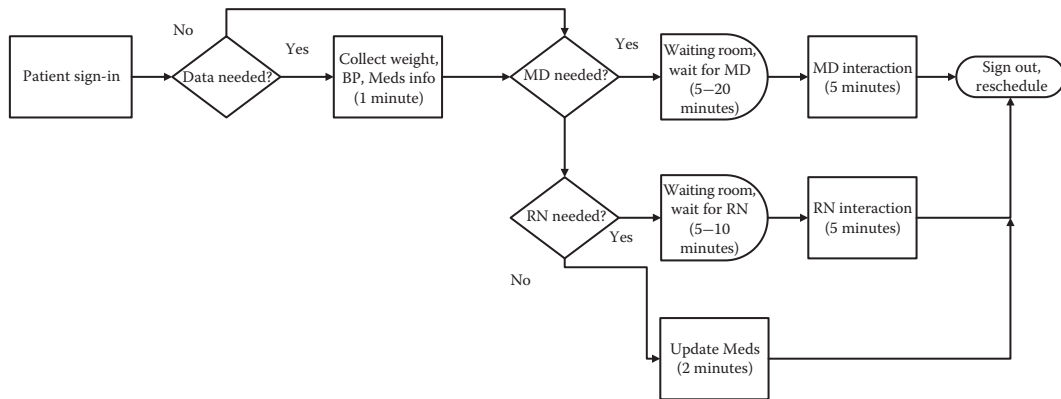 No
Patient sign-in
Data needed?
Yes
Collect weight,
BP, Meds info
(1 minute)
MD needed?
Yes
Waiting room,
wait for MD
(5–20
minutes)
MD interaction
(5 minutes)
Sign out,
reschedule
RN needed?
Yes
Waiting room,
wait for RN
(5–10
minutes)
RN interaction
(5 minutes)
No
Update Meds
(2 minutes)